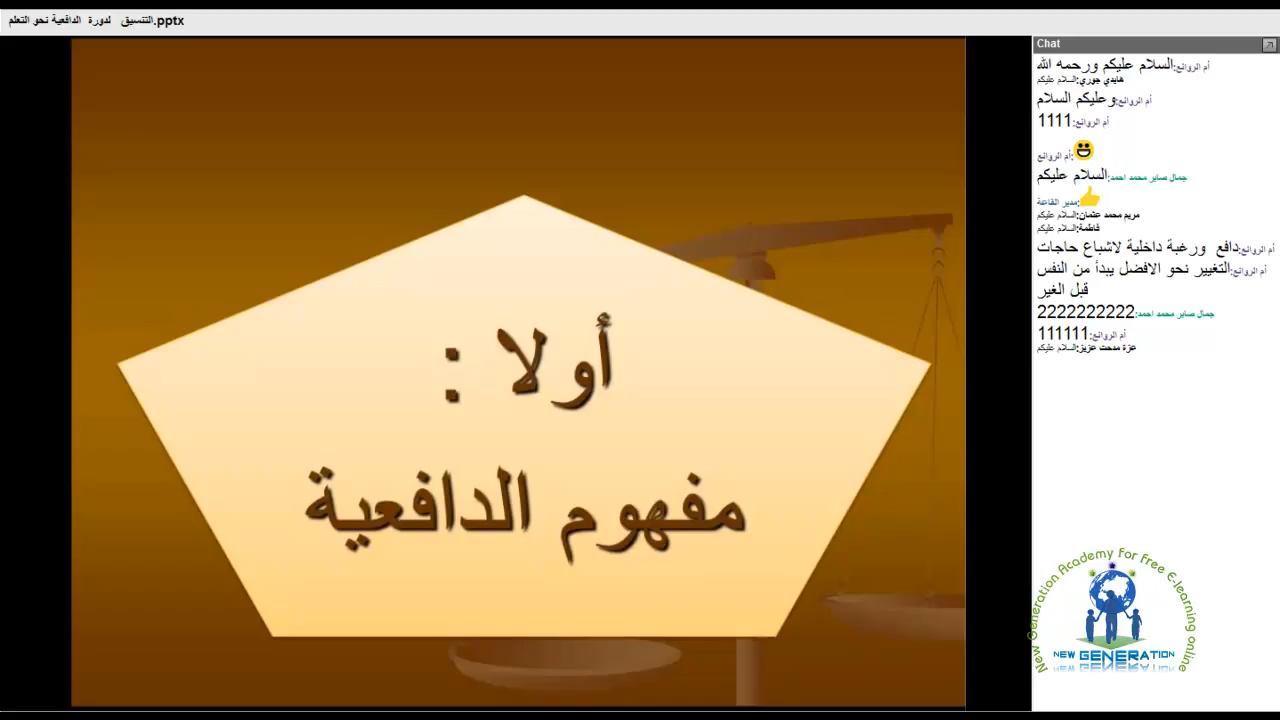 التنسيق لدورة الدافعية نحو التعلم.pptx
أولا :
مفهوم الدافعية
Chat
أم الروائع:السلام عليكم ورحمه الله
هايدي جوري:السلام عليكم
أم الروائع:وعليكم السلام
أم الروائع:1111
أم الروائع:
جمال صابر محمد احمد:السلام عليكم
مدير القاعة:
مريم محمد عثمان:السلام عليكم
فاطمة:السلام عليكم
أم الروائع:دافع ورغبة داخلية لاشباع حاجات
أم الروائع:التغيير نحو الافضل يبدأ من النفس
قبل الغير
جمال صابر محمد احمد:2222222222
أم الروائع:111111
عزة مدحت عزيز:السلام عليكم
New Generation Academy For Free E-learning online
NEW GENERATION